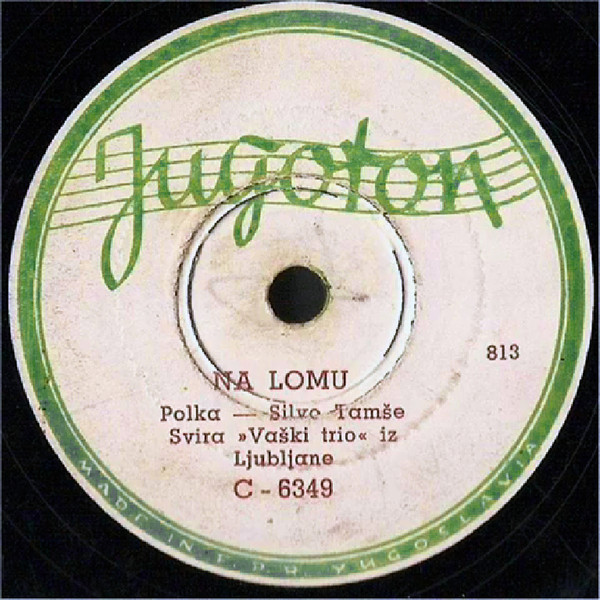 Jugoton
813
NA LOMU
Polka — Silvo Tamše
Svira »Vaški trio« iz
Ljubljane
C - 6349
MADE IN F.P.R. YUGOSLAVIA